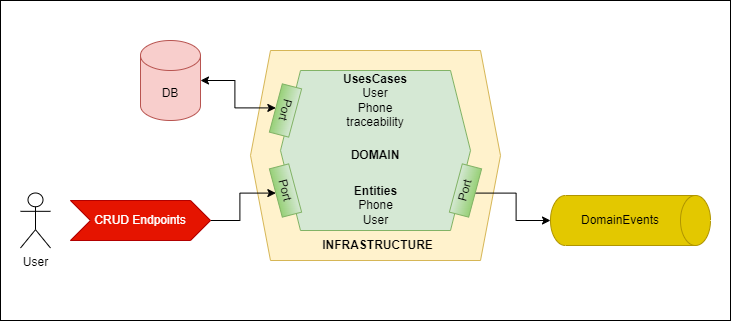 UsesCases
User
Phone
traceability
DB
Port
DOMAIN
Port
Port
Entities
Phone
User
CRUD Endpoints
DomainEvents
INFRASTRUCTURE
User